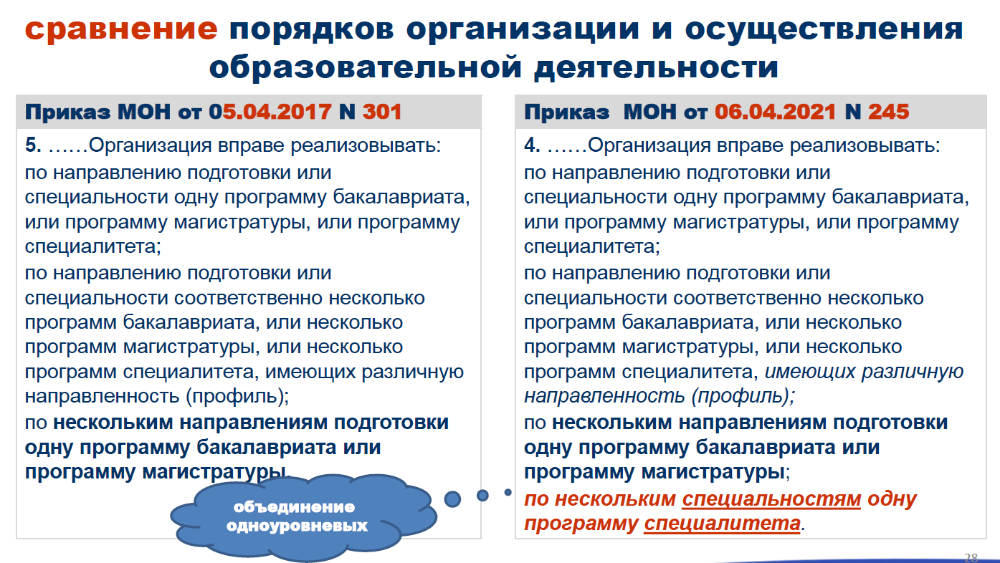 сравнение порядков организации и осуществления
образовательной деятельности
Приказ МОН от 05.04.2017 N 301
5. ……Организация вправе реализовывать:
по направлению подготовки или
специальности одну программу бакалавриата,
или программу магистратуры, или программу
специалитета;
по направлению подготовки или
специальности соответственно несколько
программ бакалавриата, или несколько
программ магистратуры, или несколько
программ специалитета, имеющих различную
направленность (профиль);
по нескольким направлениям подготовки
одну программу бакалавриата или
программу магистратуры.
объединение
одноуровневых
Приказ МОН от 06.04.2021 N 245
4. ……Организация вправе реализовывать:
по направлению подготовки или
специальности одну программу бакалавриата,
или программу магистратуры, или программу
специалитета;
по направлению подготовки или
специальности соответственно несколько
программ бакалавриата, или несколько
программ магистратуры, или несколько
программ специалитета, имеющих различную
направленность (профиль);
по нескольким направлениям подготовки
одну программу бакалавриата или
программу магистратуры;
по нескольким специальностям одну
программу специалитета.
28